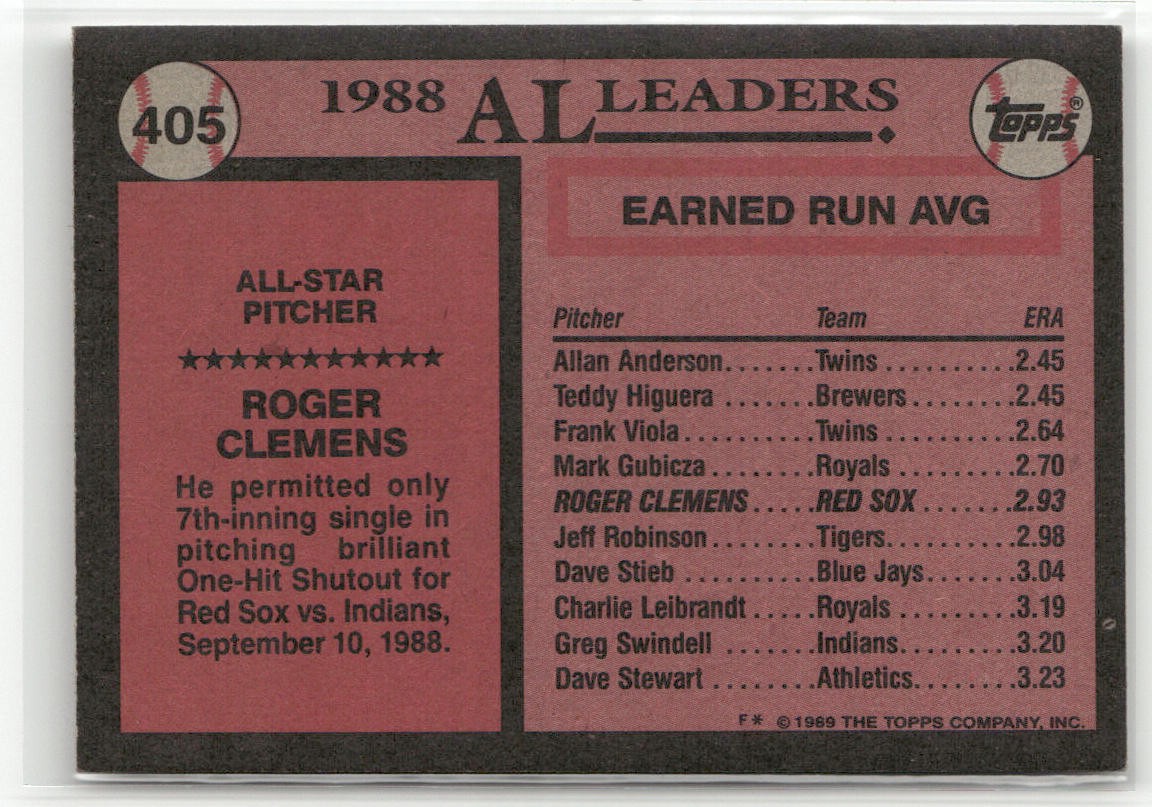 405
1988 AL LEADERS.
Topps®
ALL-STAR
PITCHER
★★★★★★★★★★★
ROGER
CLEMENS
He permitted only
7th-inning single in
pitching brilliant
One-Hit Shutout for
Red Sox vs. Indians,
September 10, 1988.
EARNED RUN AVG
Pitcher Team ERA
Allan Anderson.......Twins ..........2.45
Teddy Higuera .......Brewers.........2.45
Frank Viola..........Twins ..........2.64
Mark Gubicza ........Royals .........2.70
ROGER CLEMENS .....RED SOX .......2.93
Jeff Robinson ........Tigers...........2.98
Dave Stieb ..........Blue Jays.......3.04
Charlie Leibrandt .....Royals .........3.19
Greg Swindell .......Indians.........3.20
Dave Stewart ........Athletics........3.23
F* ©1989 THE TOPPS COMPANY, INC.